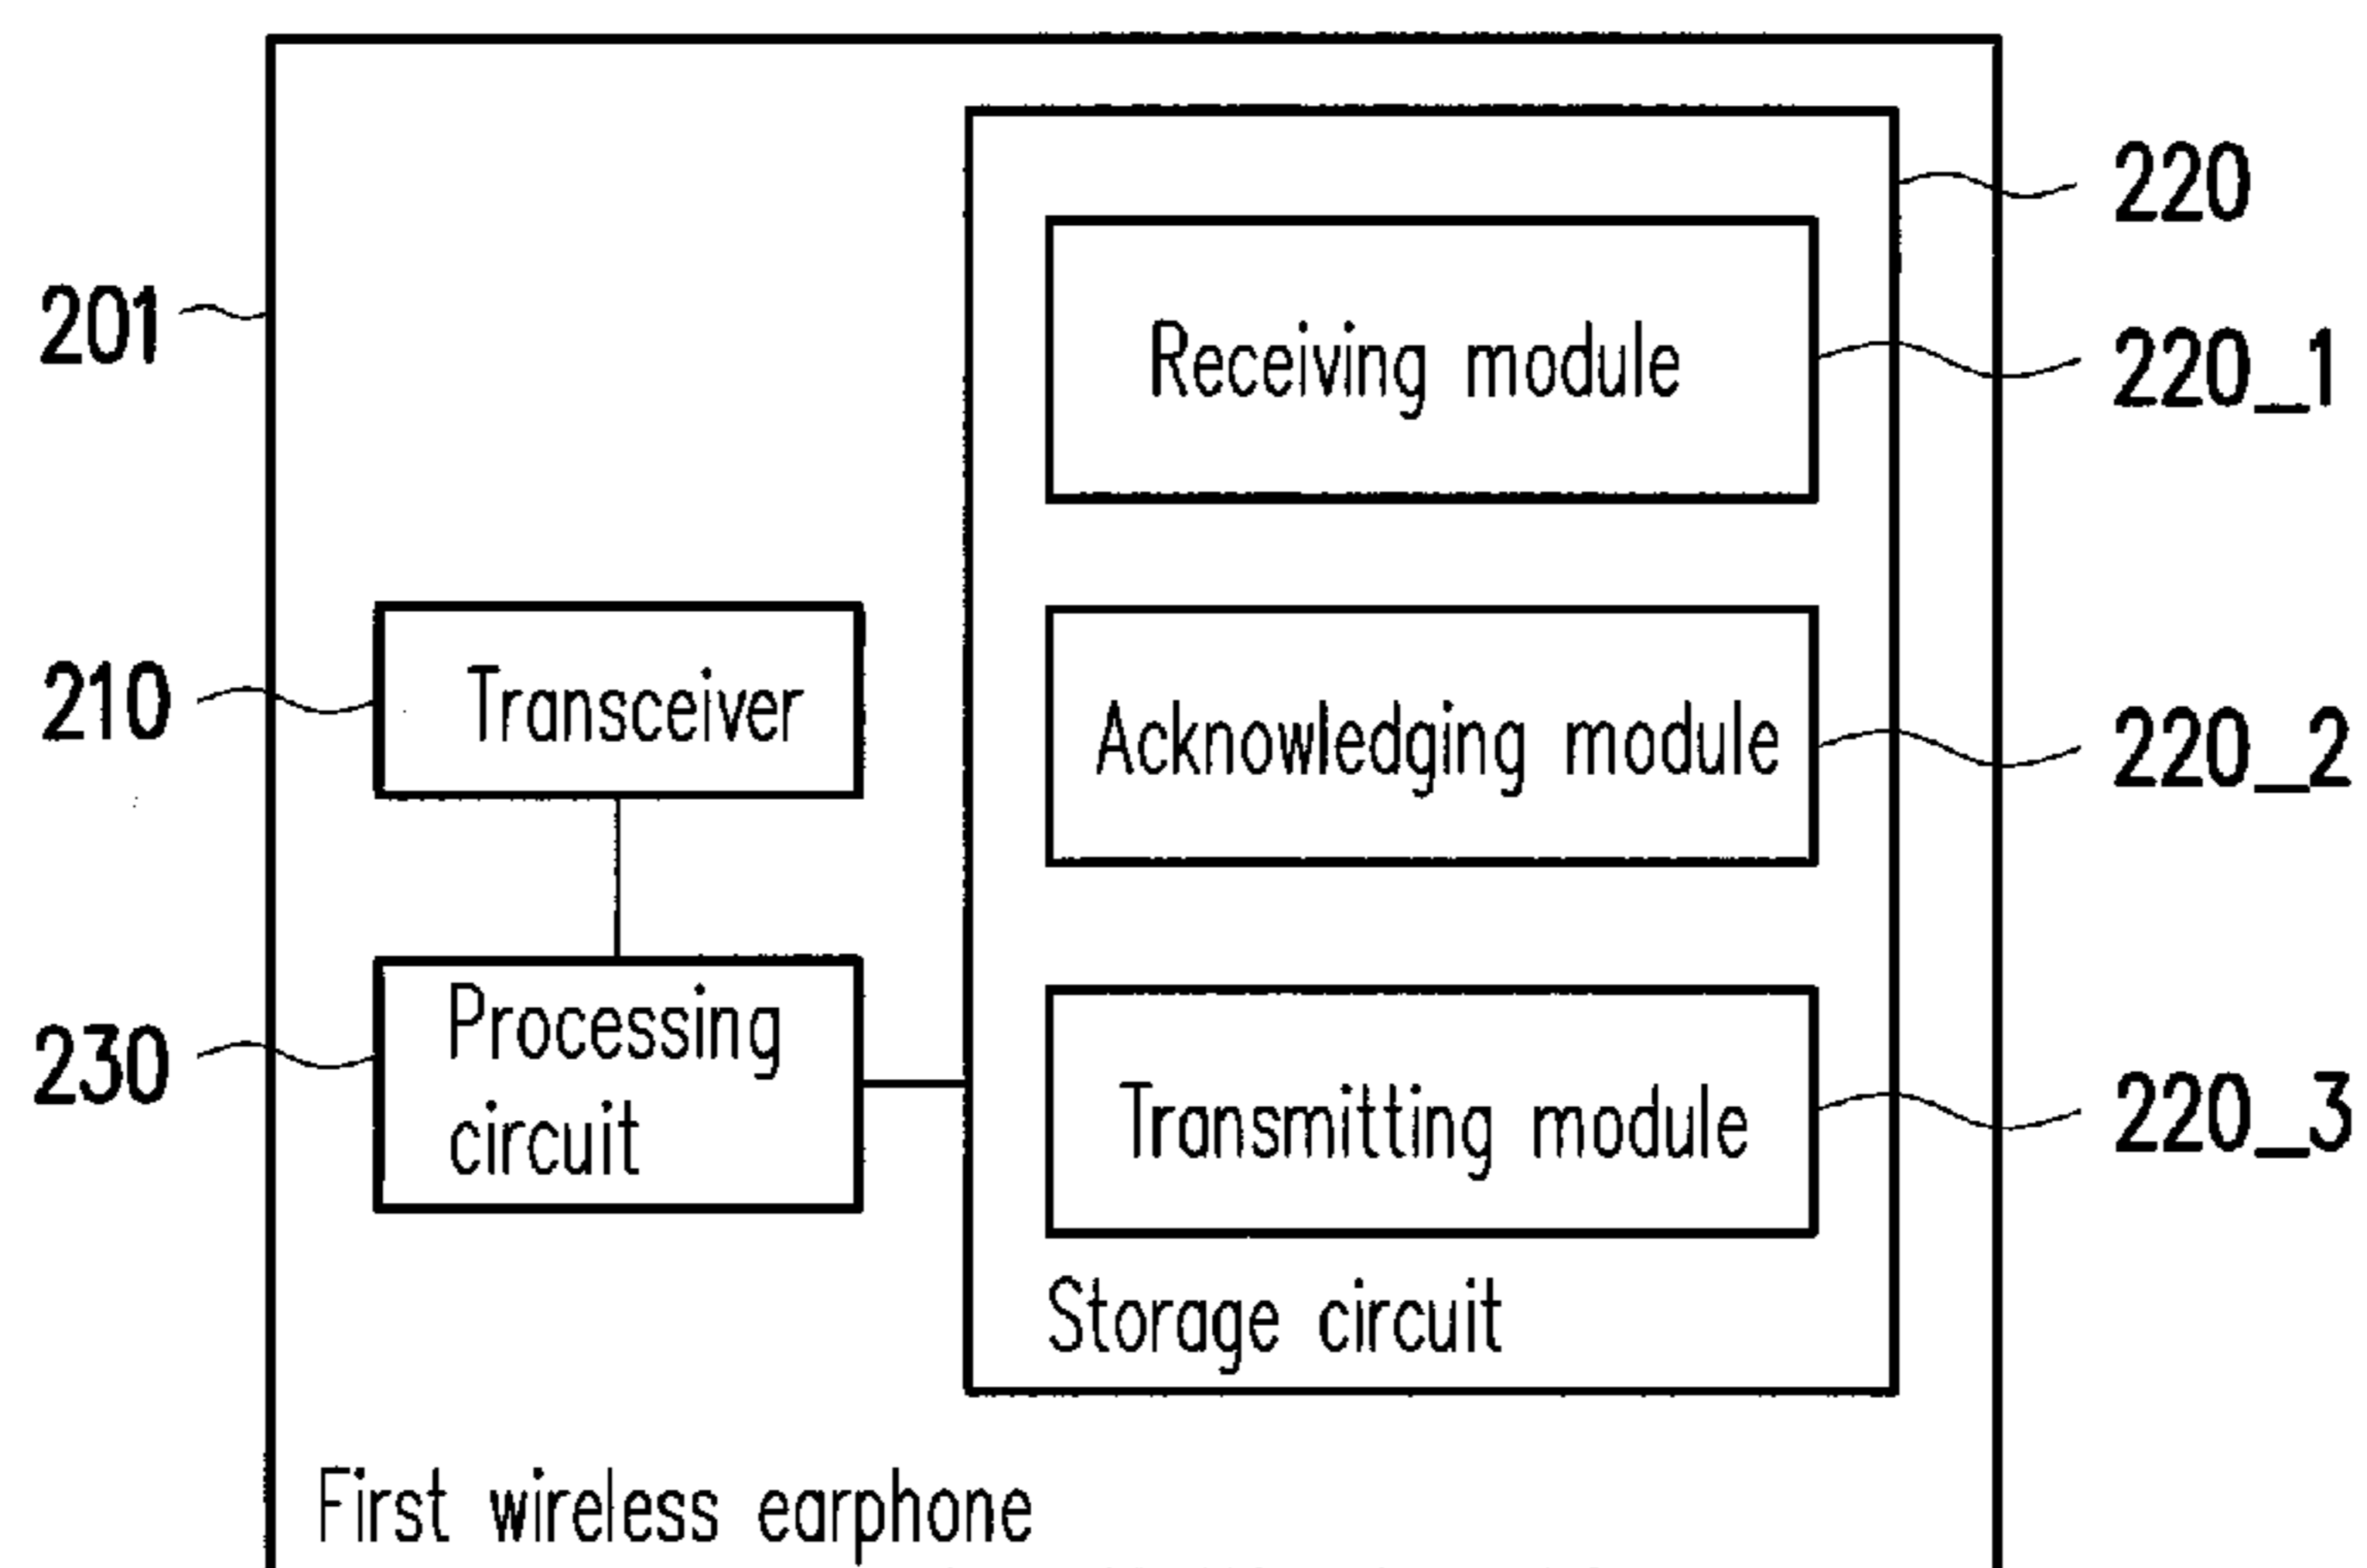 220
Receiving module
220_1
201
210
Transceiver
Acknowledging module
220_2
230
Processing
circuit
Transmitting module
220_3
Storage circuit
First wireless earphone